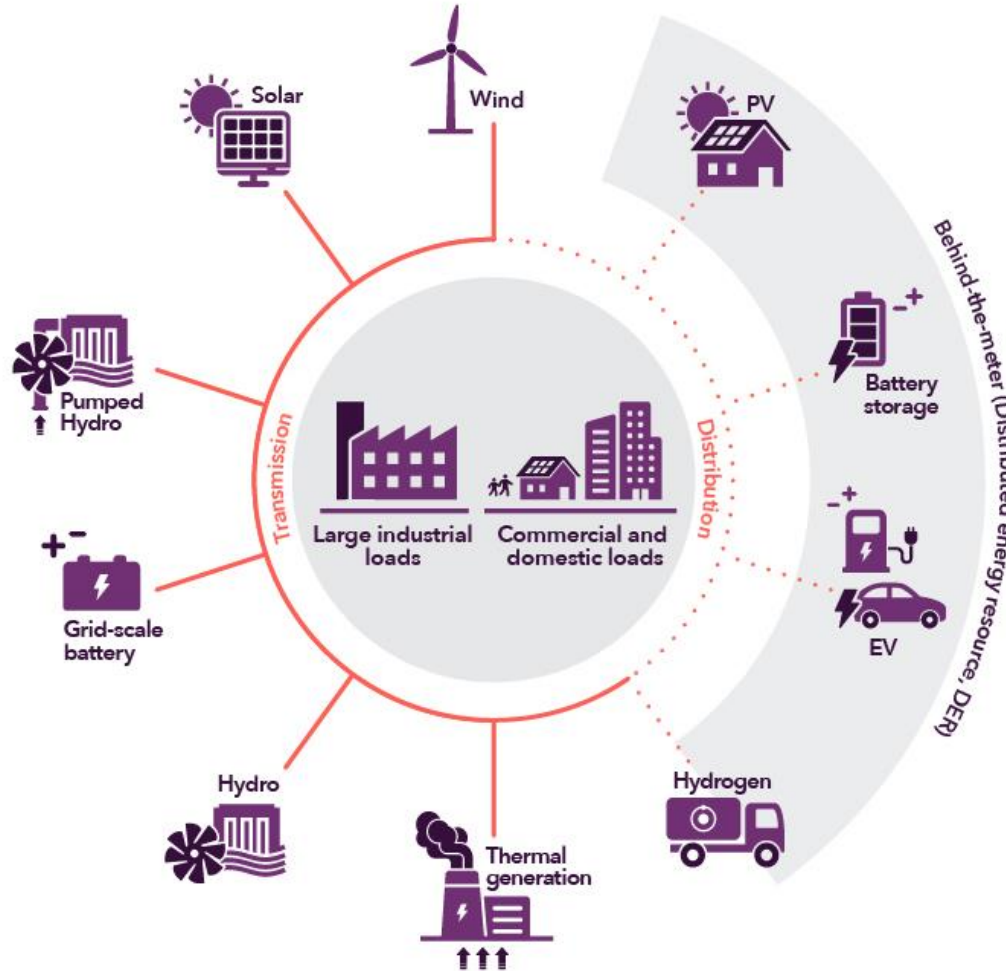 Wind
Solar
PV
Pumped
Hydro
Battery
storage
Transmission
Distribution
Large industrial
loads
Commercial and
domestic loads
Grid-scale
battery
EV
Behind-the-meter (Distributed energy resource, DER)
Hydro
Thermal
generation
Hydrogen